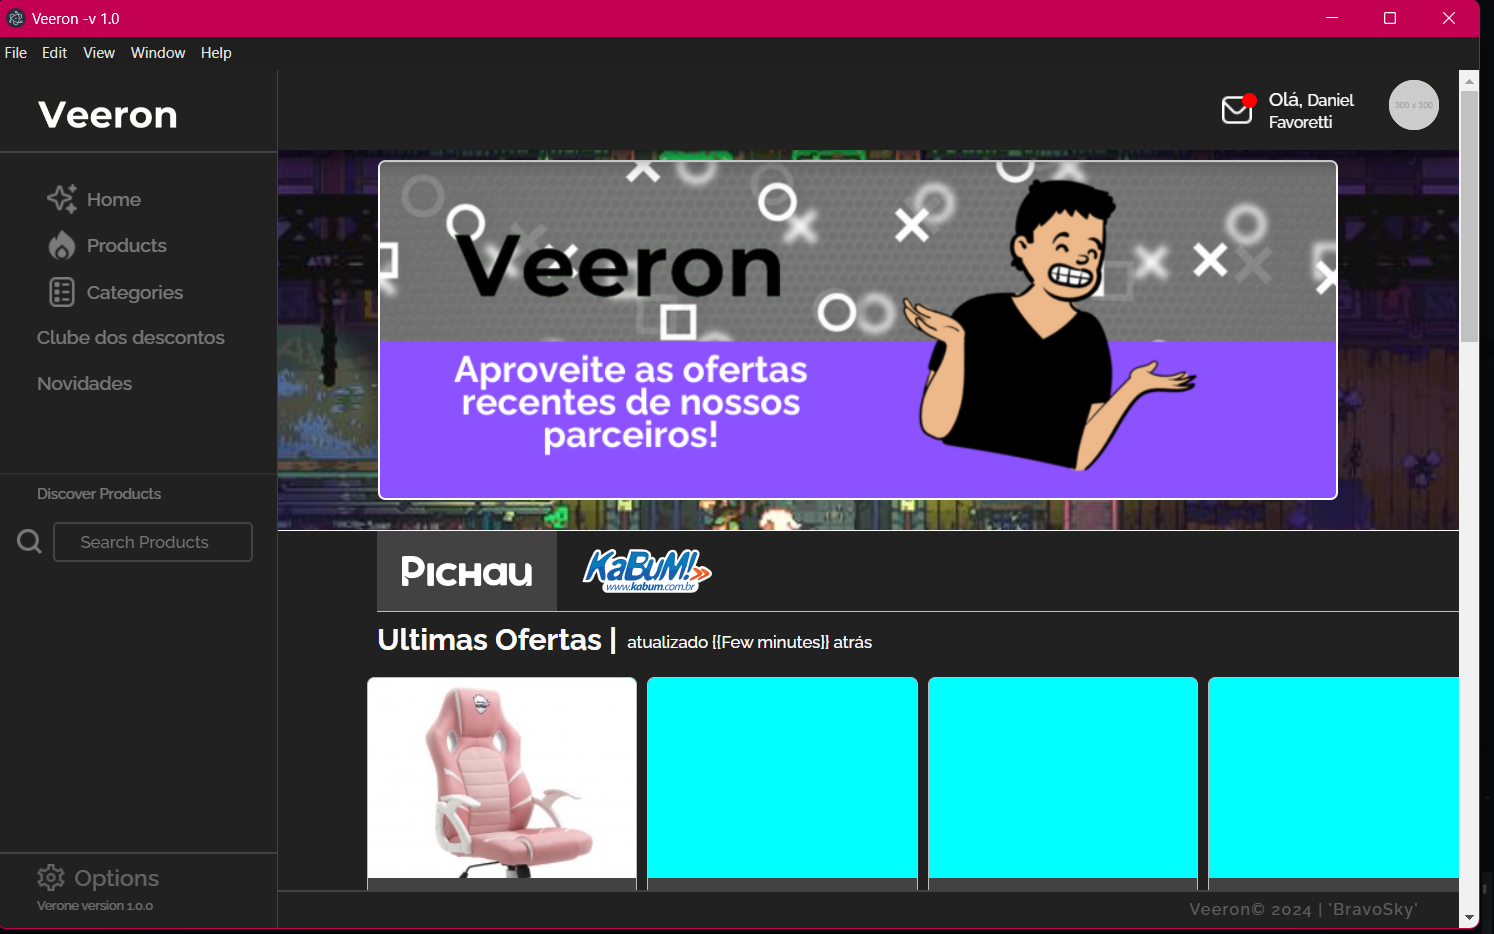 Veeron -v 1.0
File Edit View Window Help
Veeron
Olá, Daniel
Favoretti
300 x 300
Home
Products
Categories
Clube dos descontos
Novidades
Discover Products
Search Products
Options
Verone version 1.0.0
Veeron
Aproveite as ofertas
recentes de nossos
parceiros!
PICHAU
KaBuM!
www.kabum.com.br
Ultimas Ofertas | atualizado {{Few minutes}} atrás
Veeron© 2024 | 'BravoSky'